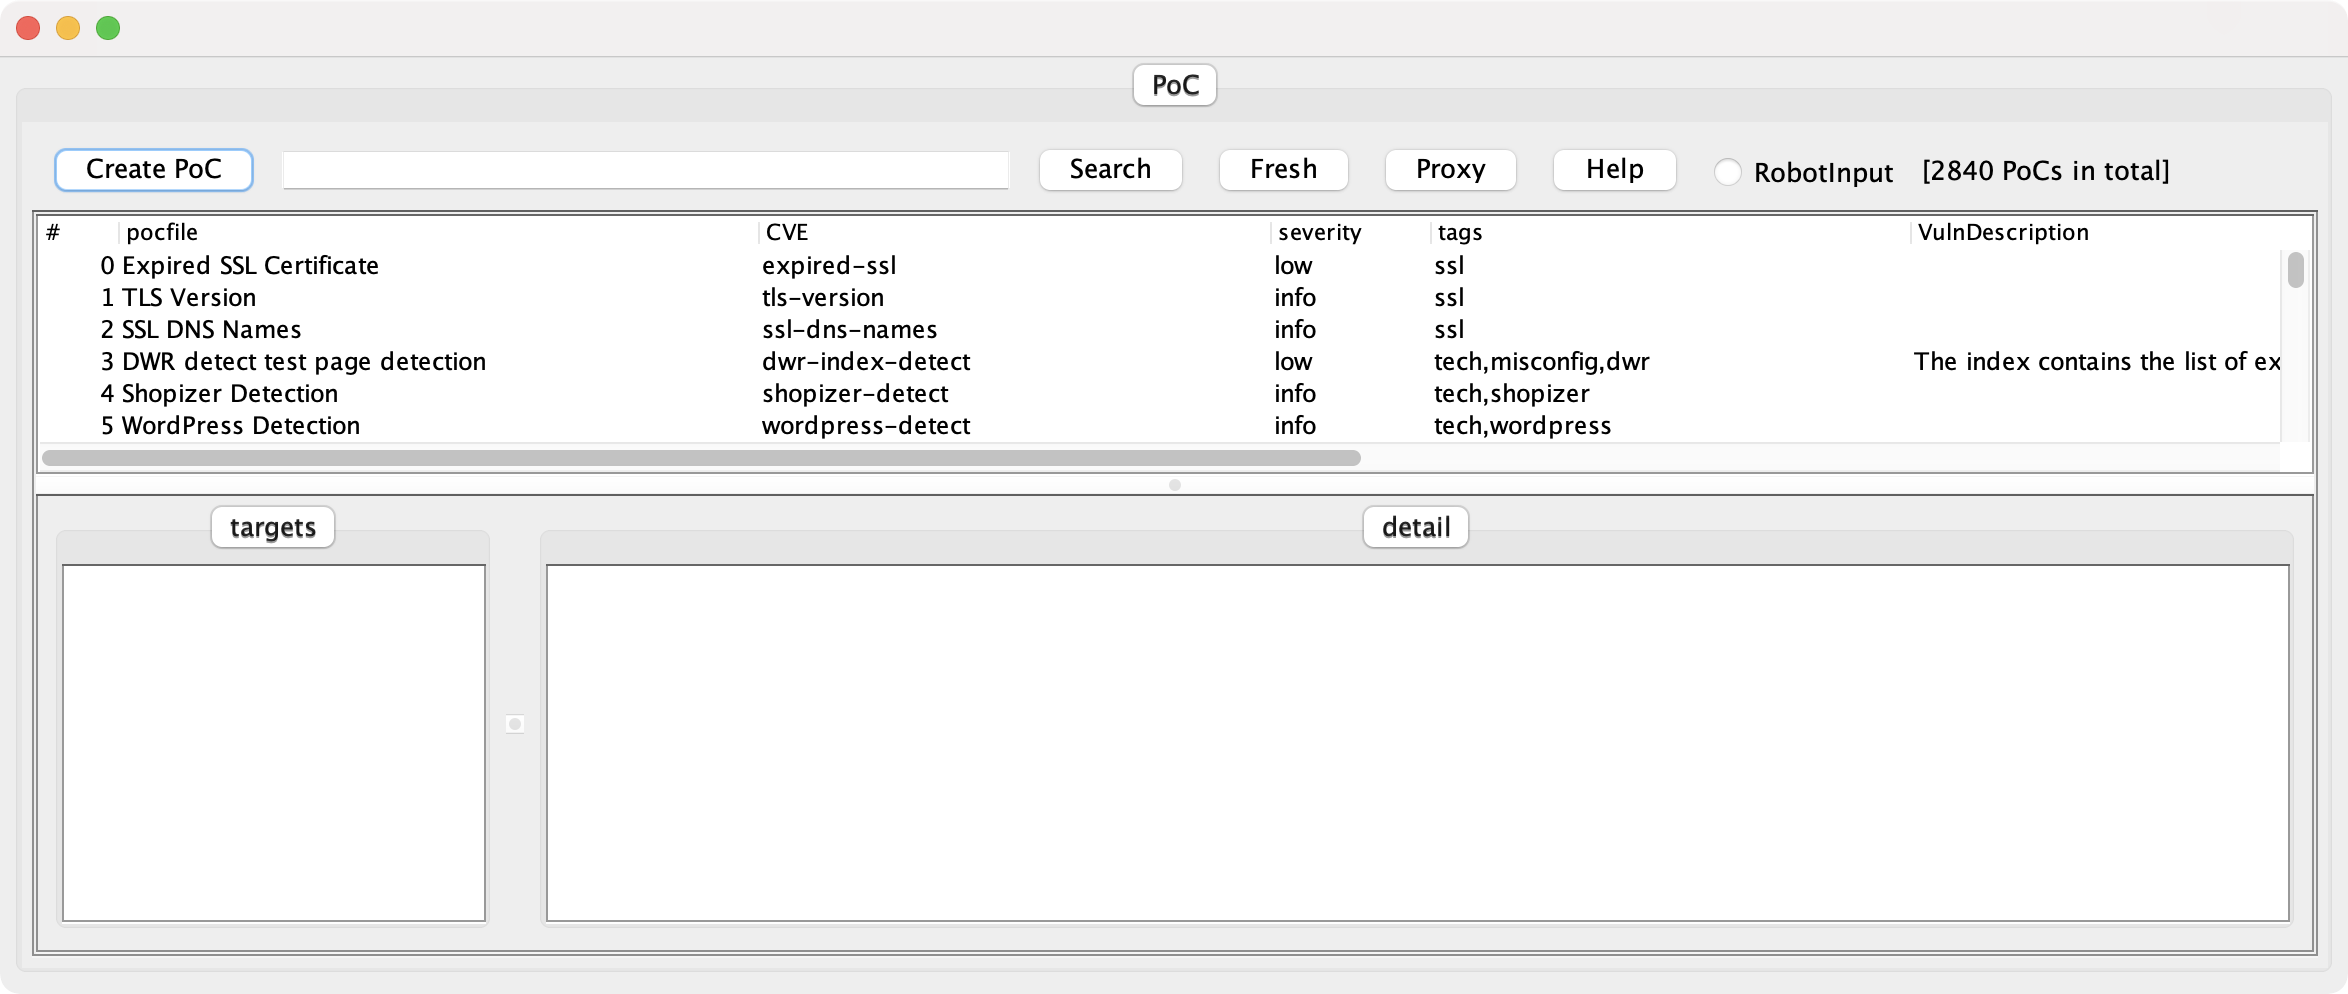 PoC
Create PoC Search Fresh Proxy Help RobotInput [2840 PoCs in total]
# pocfile CVE severity tags VulnDescription
0 Expired SSL Certificate expired-ssl low ssl
1 TLS Version tls-version info ssl
2 SSL DNS Names ssl-dns-names info ssl
3 DWR detect test page detection dwr-index-detect low tech,misconfig,dwr The index contains the list of ex
4 Shopizer Detection shopizer-detect info tech,shopizer
5 WordPress Detection wordpress-detect info tech,wordpress
targets detail